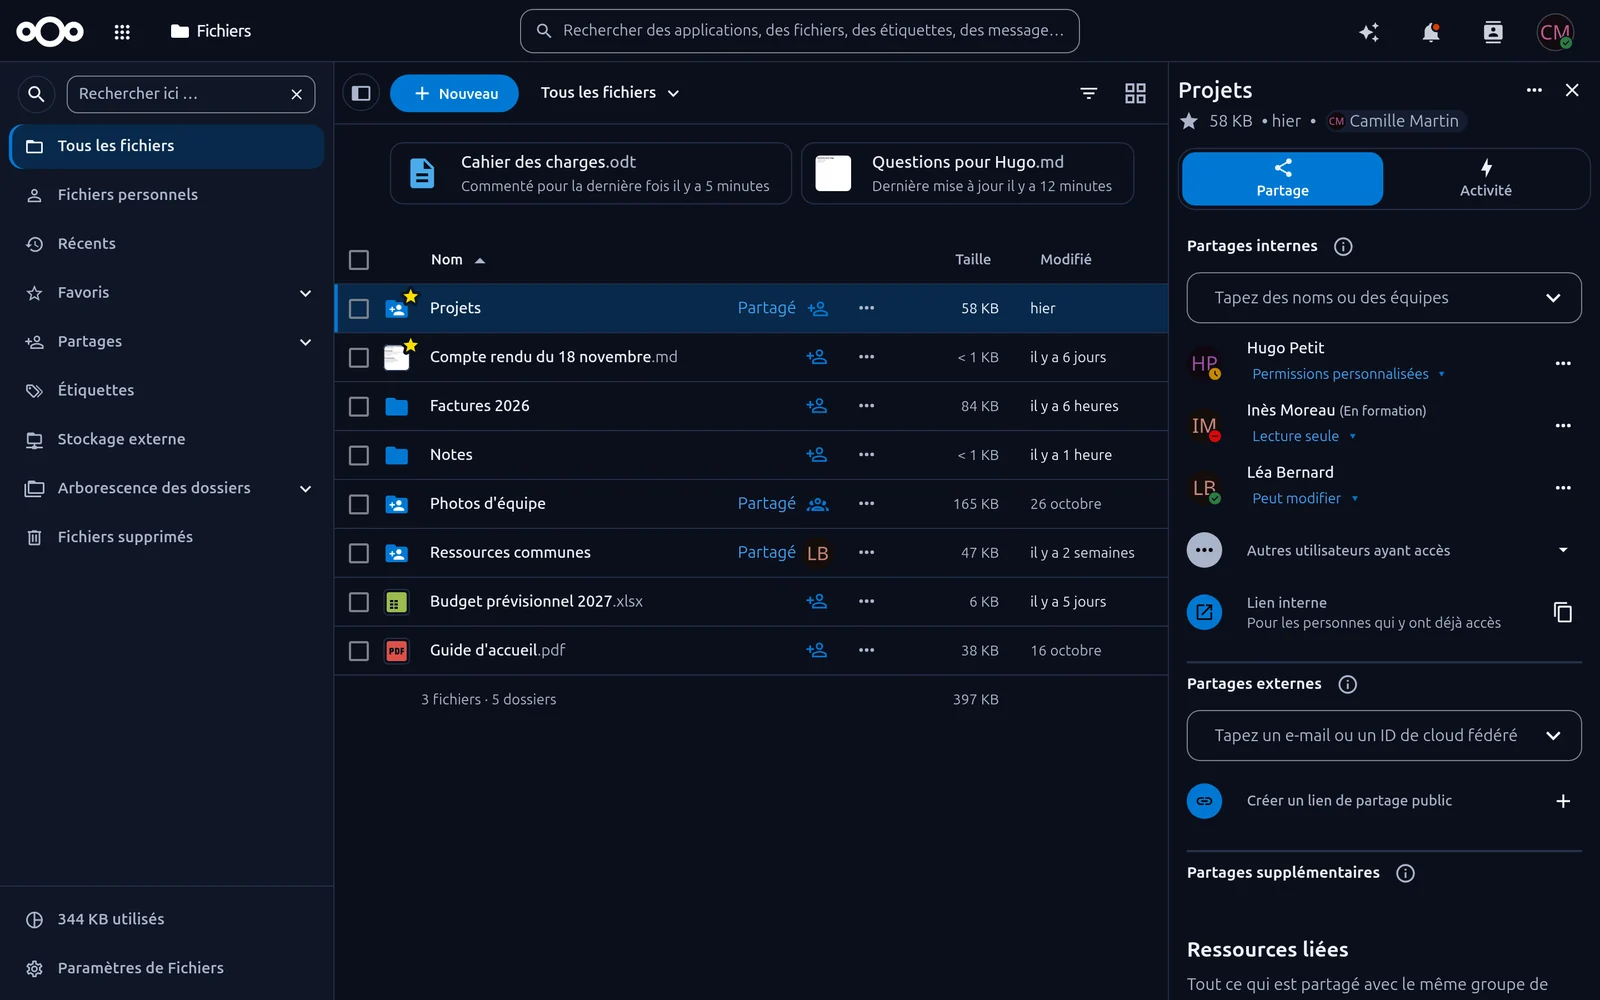 Fichiers
Rechercher des applications, des fichiers, des étiquettes, des message…
CM
Rechercher ici …
Tous les fichiers
Fichiers personnels
Récents
Favoris
Partages
Étiquettes
Stockage externe
Arborescence des dossiers
Fichiers supprimés
344 KB utilisés
Paramètres de Fichiers
Nouveau
Tous les fichiers
Cahier des charges.odt
Commenté pour la dernière fois il y a 5 minutes
Questions pour Hugo.md
Dernière mise à jour il y a 12 minutes
Nom Taille Modifié
Projets Partagé 58 KB hier
Compte rendu du 18 novembre.md < 1 KB il y a 6 jours
Factures 2026 84 KB il y a 6 heures
Notes < 1 KB il y a 1 heure
Photos d'équipe Partagé 165 KB 26 octobre
Ressources communes Partagé LB 47 KB il y a 2 semaines
Budget prévisionnel 2027.xlsx 6 KB il y a 5 jours
PDF Guide d'accueil.pdf 38 KB 16 octobre
3 fichiers · 5 dossiers 397 KB
Projets
58 KB • hier • CM Camille Martin
Partage
Activité
Partages internes
Tapez des noms ou des équipes
HP Hugo Petit
Permissions personnalisées
IM Inès Moreau (En formation)
Lecture seule
LB Léa Bernard
Peut modifier
Autres utilisateurs ayant accès
Lien interne
Pour les personnes qui y ont déjà accès
Partages externes
Tapez un e-mail ou un ID de cloud fédéré
Créer un lien de partage public
Partages supplémentaires
Ressources liées
Tout ce qui est partagé avec le même groupe de